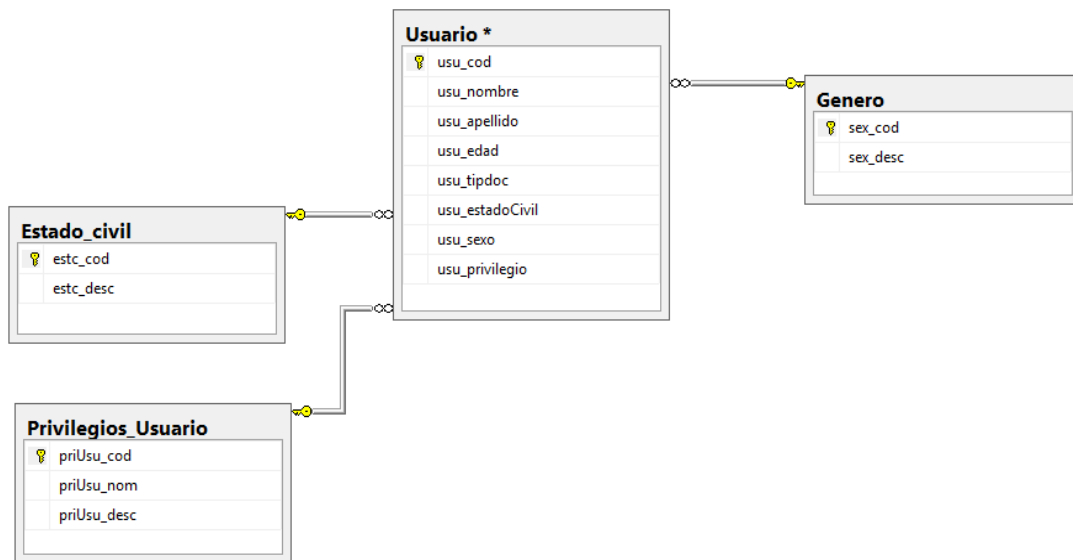 Usuario *
usu_cod
usu_nombre
usu_apellido
usu_edad
usu_tipdoc
usu_estadoCivil
usu_sexo
usu_privilegio
Genero
sex_cod
sex_desc
Estado_civil
estc_cod
estc_desc
Privilegios_Usuario
priUsu_cod
priUsu_nom
priUsu_desc